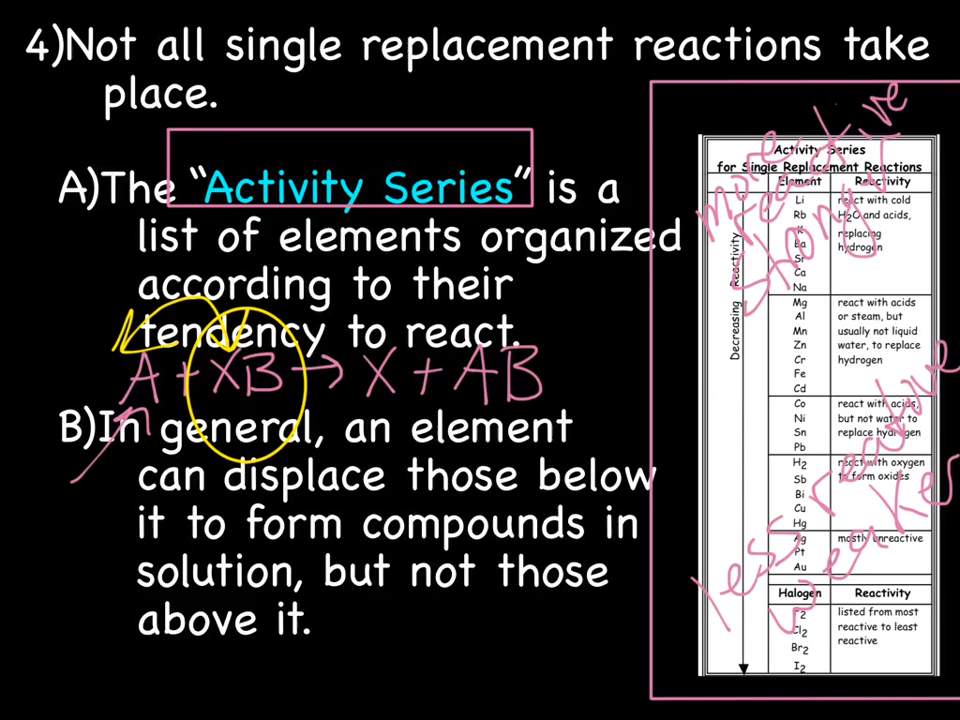 4)Not all single replacement reactions take
place.
A)The “Activity Series” is a
list of elements organized
according to their
tendency to react.
A + XB → X + AB
B)In general, an element
can displace those below
it to form compounds in
solution, but not those
above it.
more
reactive
stronger
Activity Series
for Single Replacement Reactions
Element Reactivity
Decreasing Reactivity
Li react with cold
Rb H2O and acids,
K replacing
Ba hydrogen
Sr
Ca
Na
Mg react with acids
Al or steam, but
Mn usually not liquid
Zn water, to replace
Cr hydrogen
Fe
Cd
Co react with acids,
Ni but not water to
Sn replace hydrogen
Pb
H2 react with oxygen
Sb to form oxides
Bi
Cu
Hg
Ag mostly unreactive
Pt
Au
Halogen Reactivity
F2 listed from most
Cl2 reactive to least
Br2 reactive
I2
less reactive
weaker